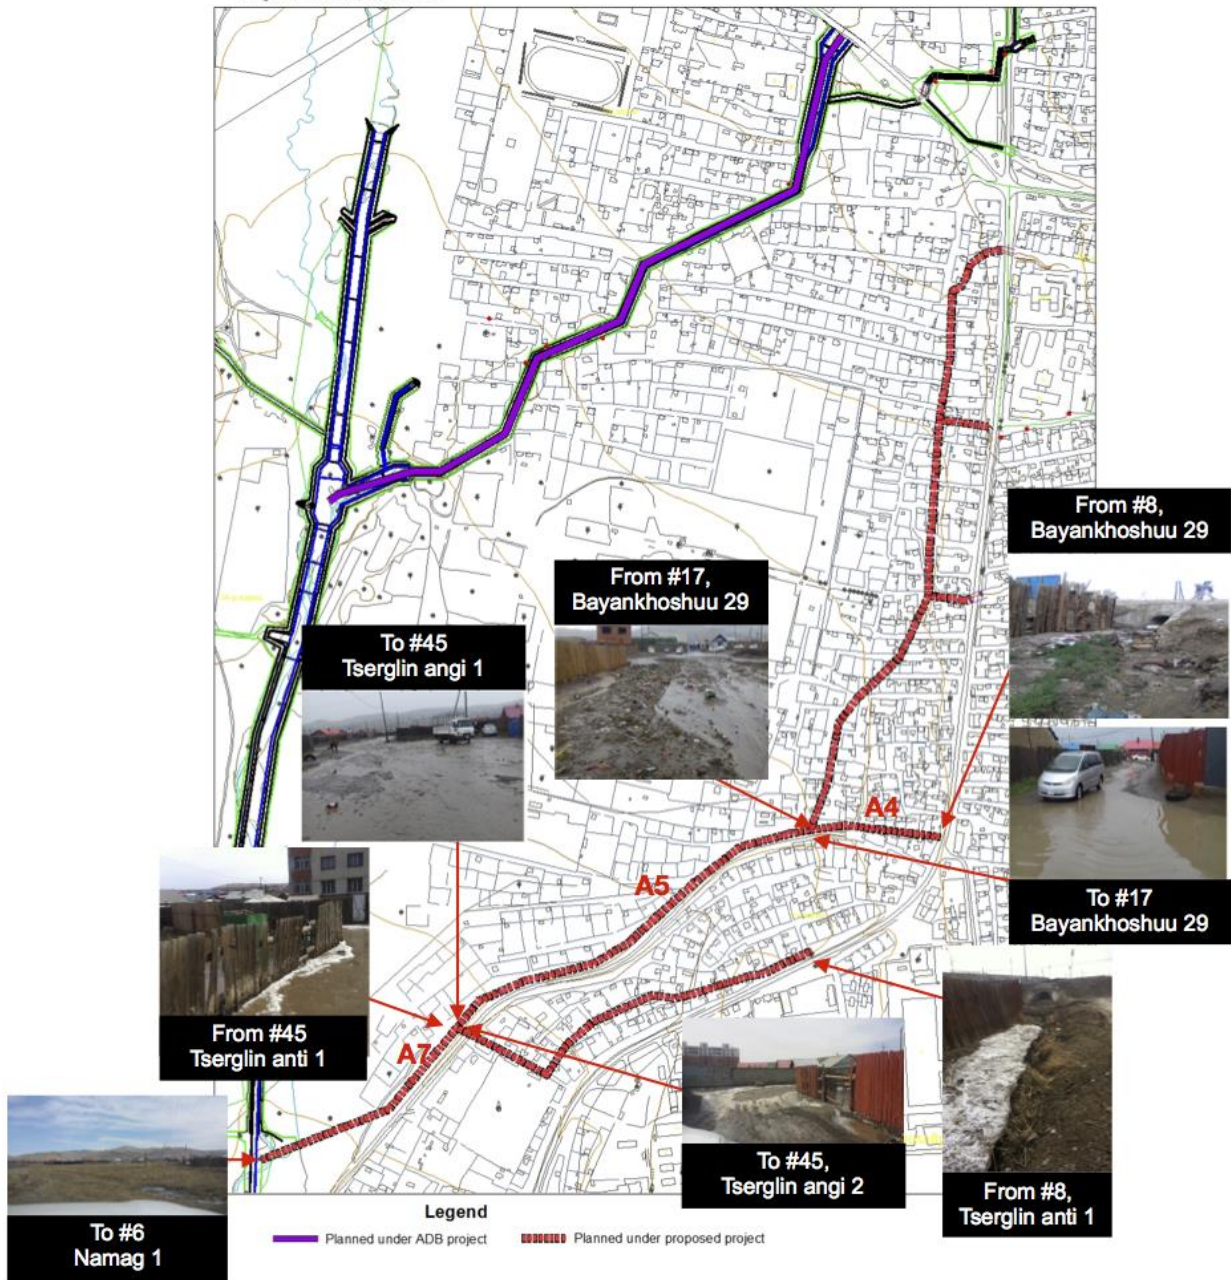 From #8,
Bayankhoshuu 29
From #17,
Bayankhoshuu 29
To #45
Tserglin angi 1
A4
A5
To #17
Bayankhoshuu 29
From #45
Tserglin anti 1
A7
To #45,
Tserglin angi 2
From #8,
Tserglin anti 1
To #6
Namag 1
Legend
Planned under ADB project
Planned under proposed project